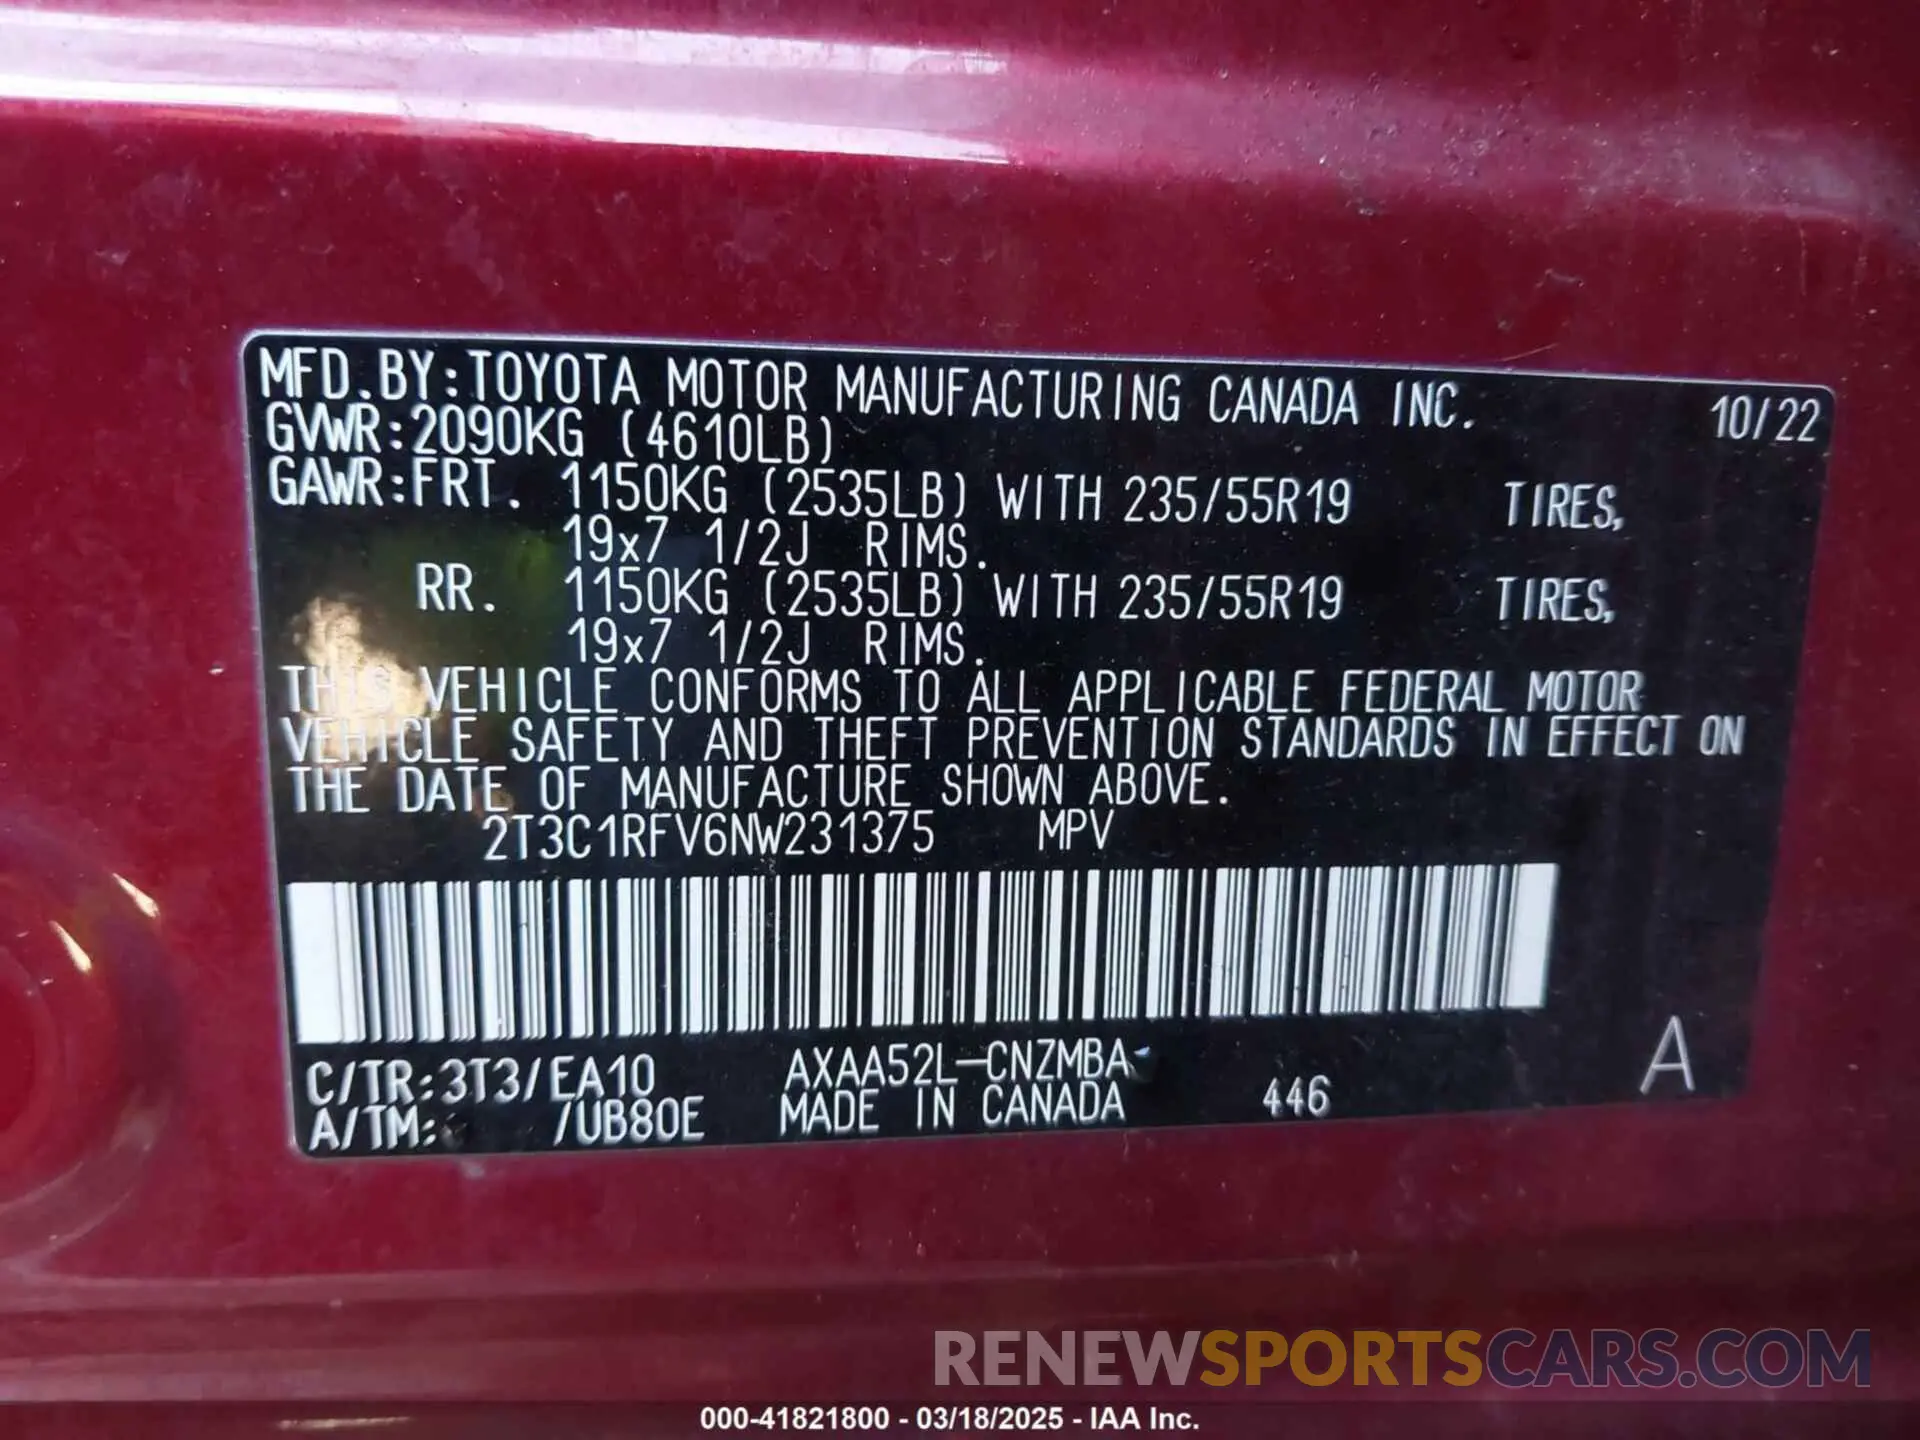 MFD.BY:TOYOTA MOTOR MANUFACTURING CANADA INC. 10/22
GVWR:2090KG (4610LB)
GAWR:FRT. 1150KG (2535LB) WITH 235/55R19 TIRES,
19x7 1/2J RIMS.
RR. 1150KG (2535LB) WITH 235/55R19 TIRES,
19x7 1/2J RIMS.
THIS VEHICLE CONFORMS TO ALL APPLICABLE FEDERAL MOTOR
VEHICLE SAFETY AND THEFT PREVENTION STANDARDS IN EFFECT ON
THE DATE OF MANUFACTURE SHOWN ABOVE.
2T3C1RFV6NW231375 MPV
C/TR:3T3/EA10 AXAA52L-CNZMBA
A/TM: /UB80E MADE IN CANADA 446 A
RENEWSPORTSCARS.COM
000-41821800 - 03/18/2025 - IAA Inc.